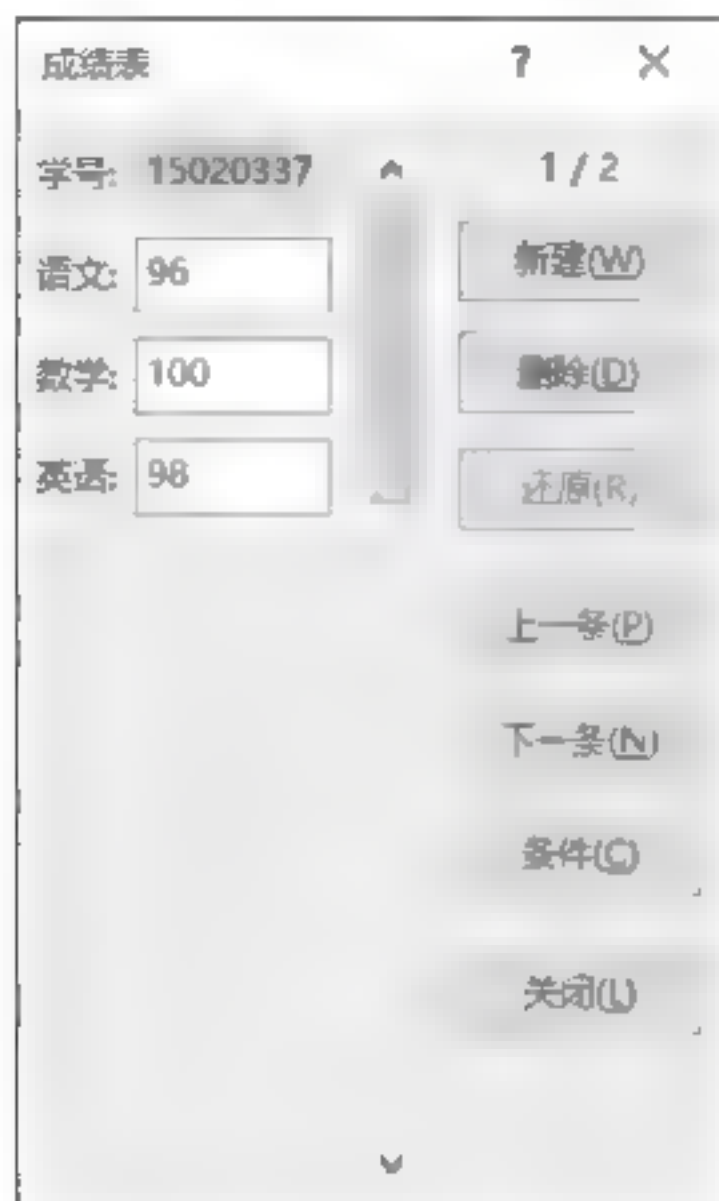 成绩表 ? ×
学号: 15020337
1 / 2
语文: 96
新建(W)
数学: 100
删除(D)
英语: 98
还原(R)
上一条(P)
下一条(N)
条件(C)
关闭(L)